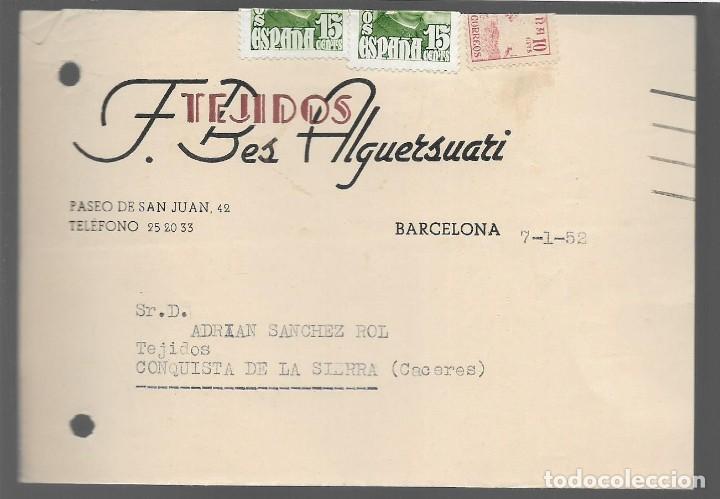 ESPAÑA 15 CENTS
ESPAÑA 15 CENTS
10 CTS
CORREOS
TEJIDOS
F. Bes Alguersuari
PASEO DE SAN JUAN, 42
TELÉFONO 25 20 33
BARCELONA 7-1-52
Sr.D.
ADRIAN SANCHEZ ROL
Tejidos
CONQUISTA DE LA SIERRA (Caceres)
todocoleccion.net